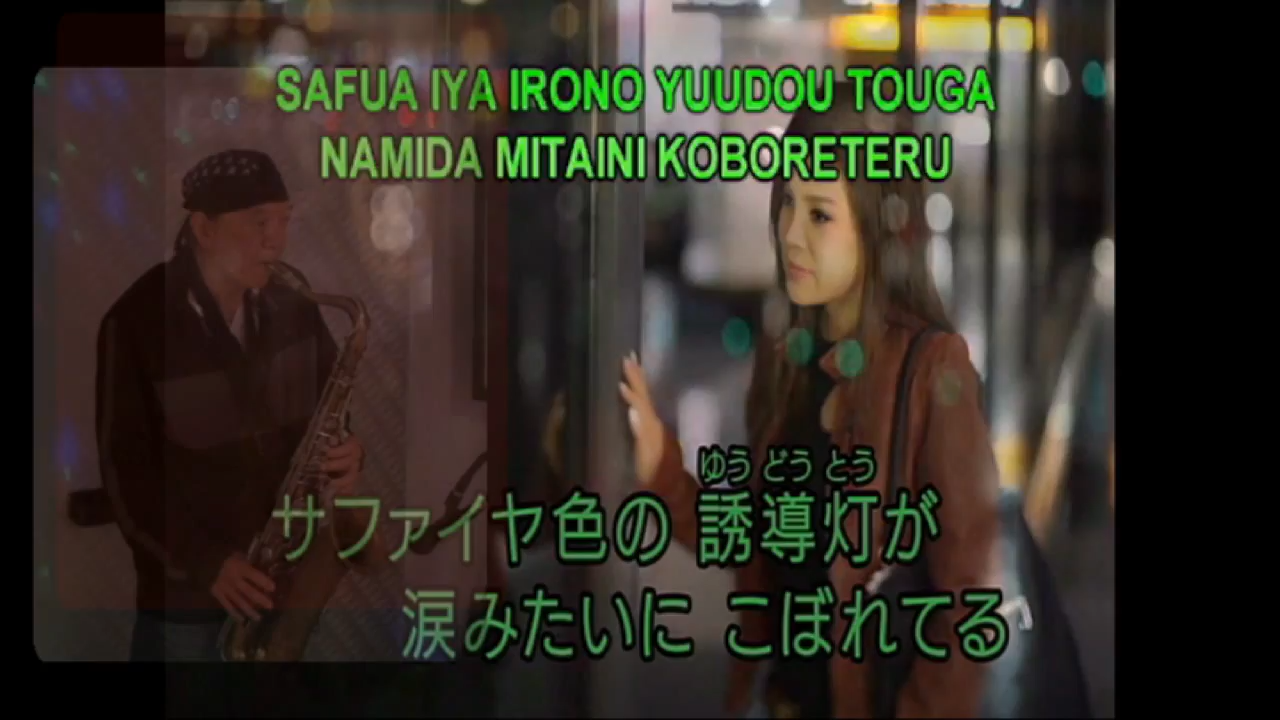 SAFUA IYA IRONO YUUDOU TOUGA
NAMIDA MITAINI KOBORETERU
ゆう どう とう
サファイヤ色の 誘導灯が
涙みたいに こぼれてる